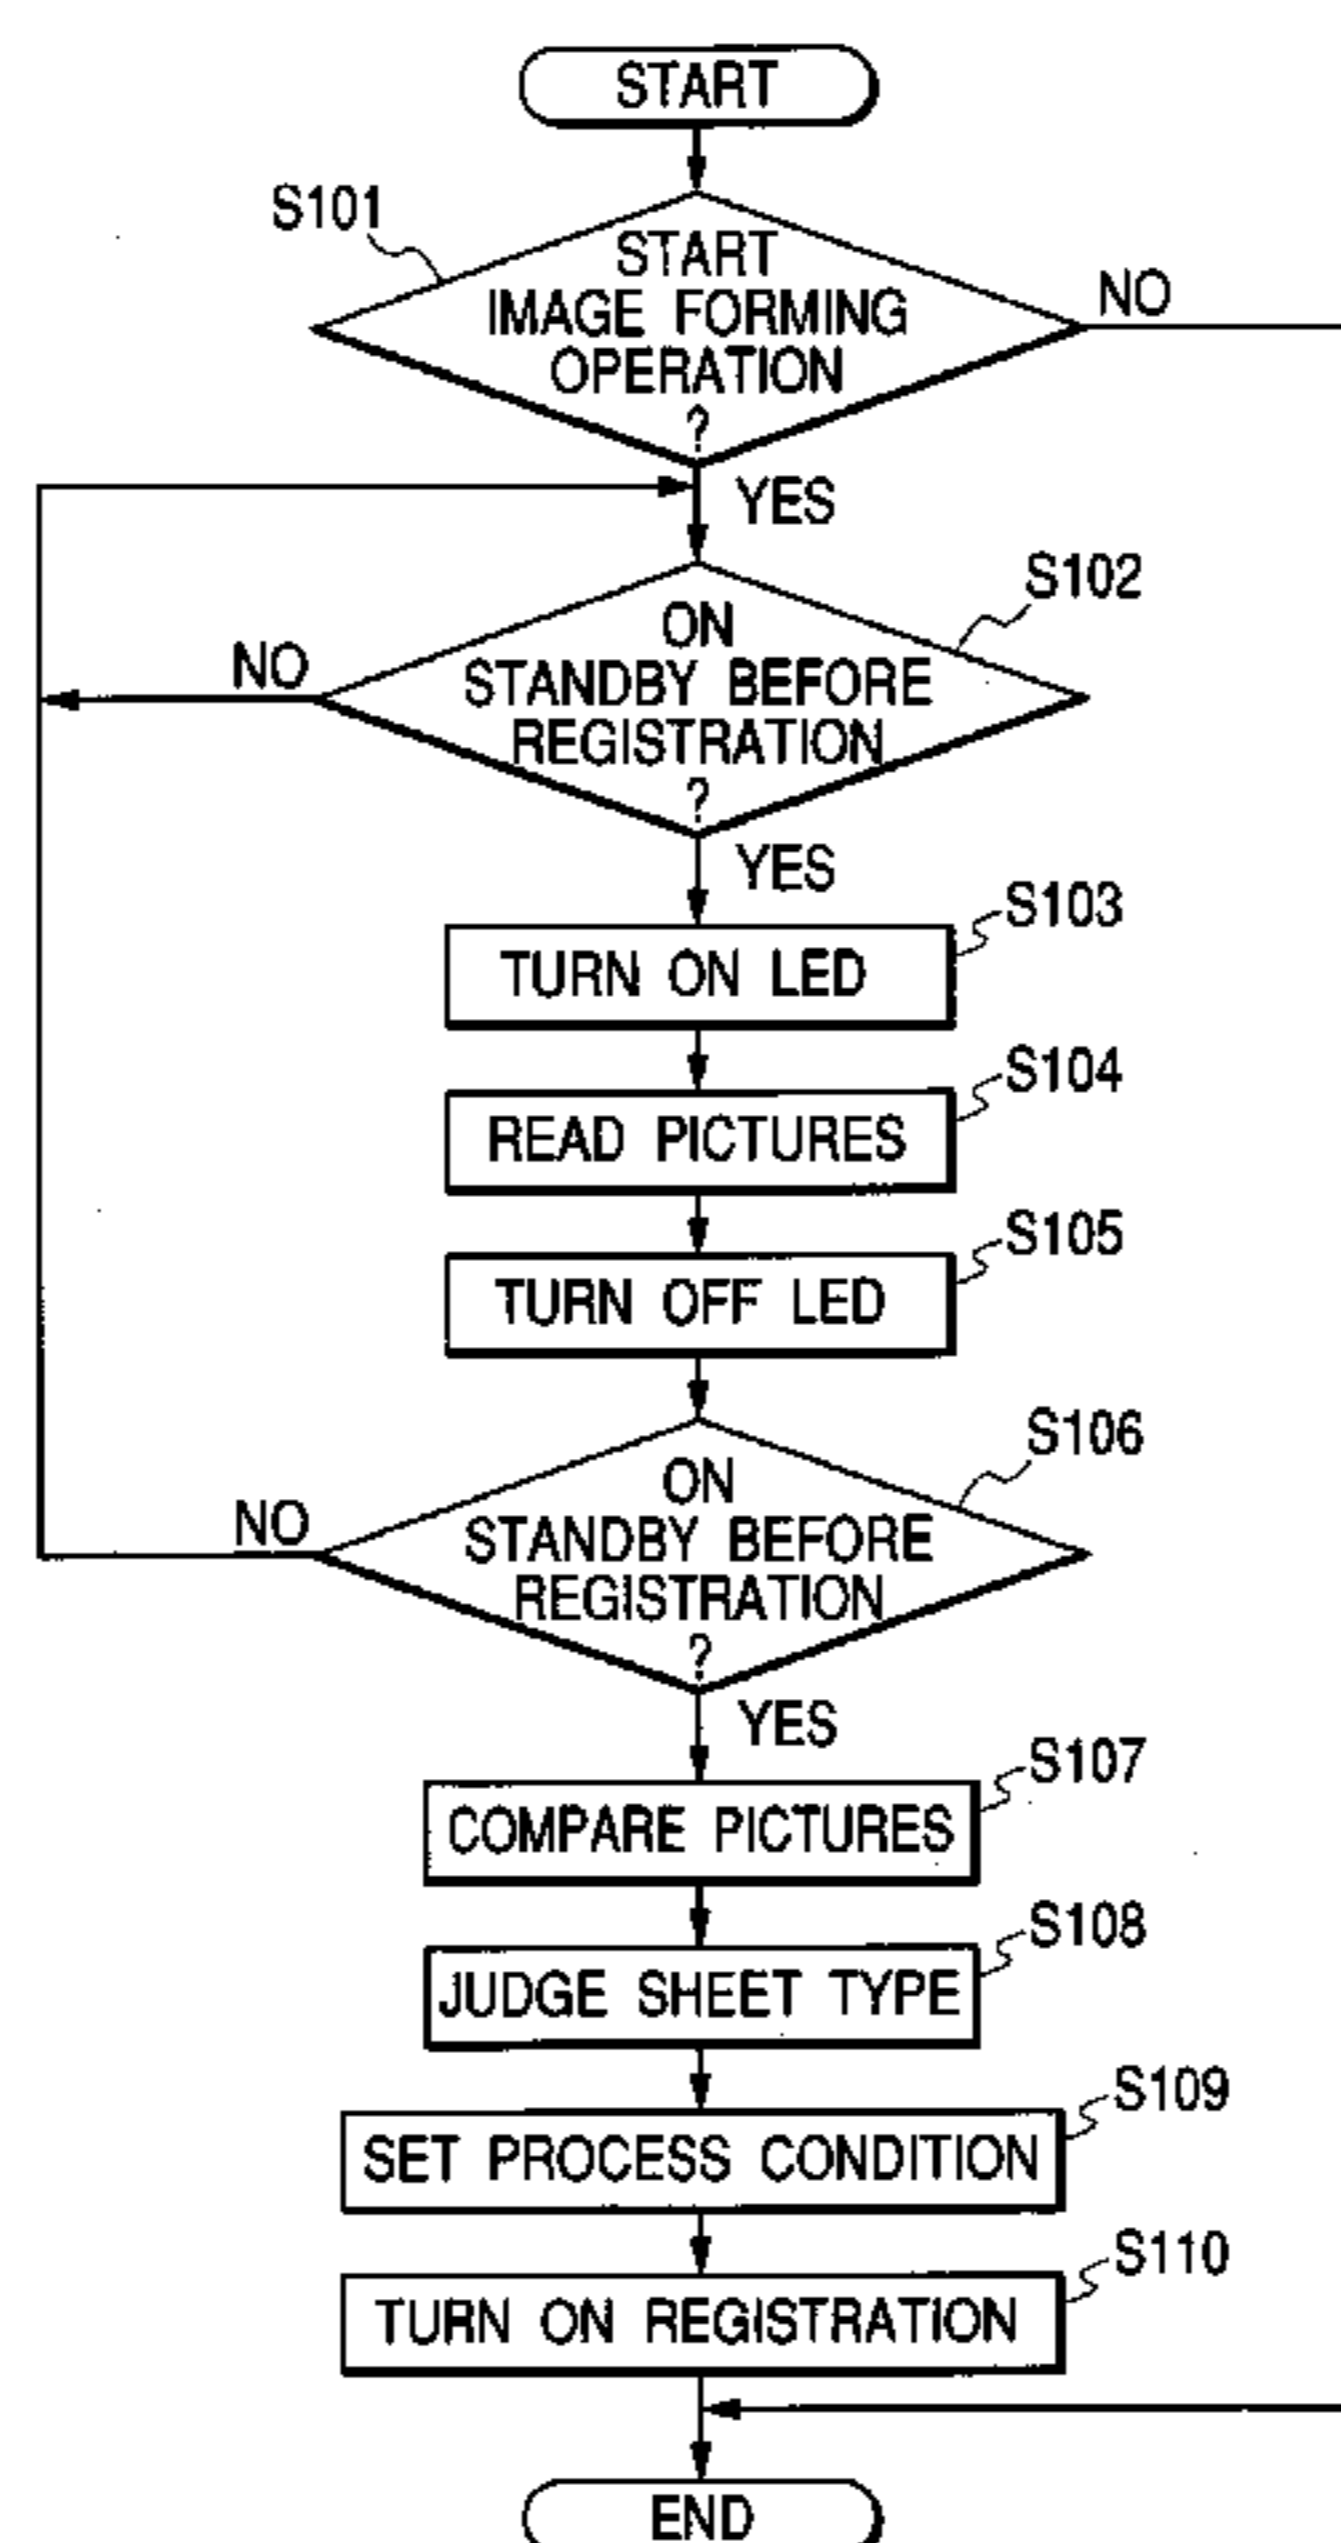 START
S101
START
IMAGE FORMING
OPERATION
?
NO
YES
S102
ON
STANDBY BEFORE
REGISTRATION
?
NO
YES
S103
TURN ON LED
S104
READ PICTURES
S105
TURN OFF LED
S106
ON
STANDBY BEFORE
REGISTRATION
?
NO
YES
S107
COMPARE PICTURES
S108
JUDGE SHEET TYPE
S109
SET PROCESS CONDITION
S110
TURN ON REGISTRATION
END